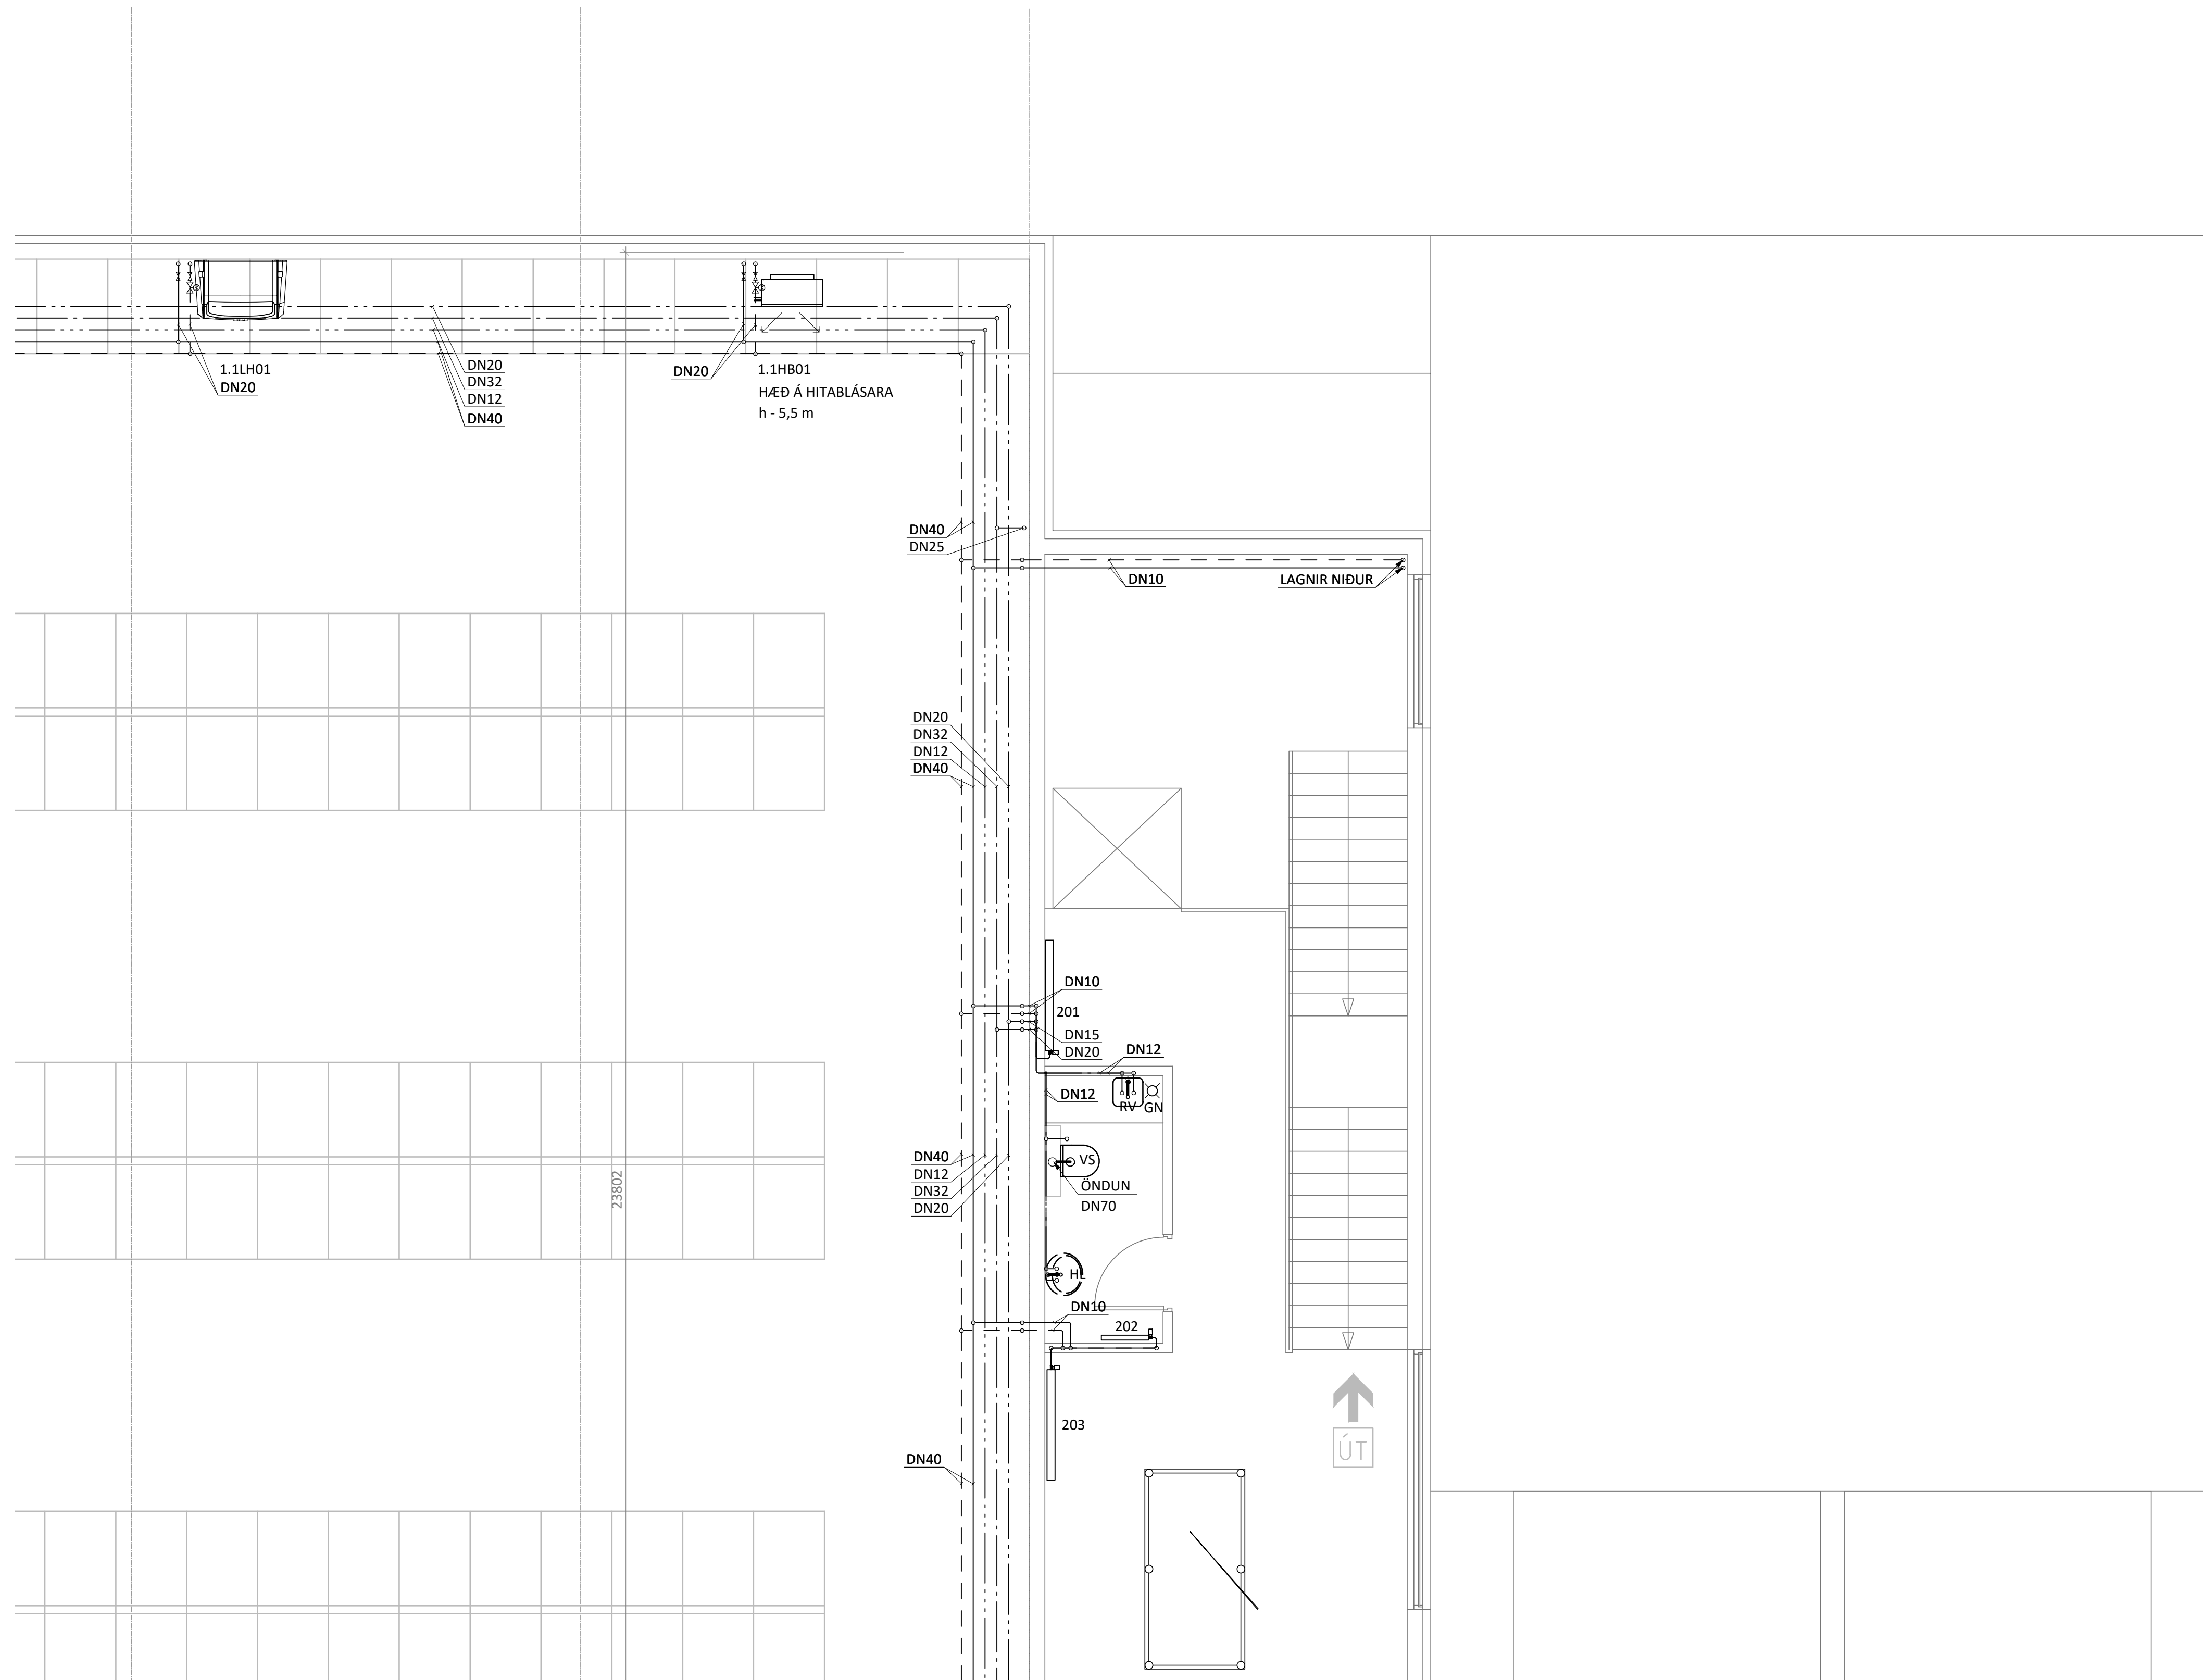 1.1LH01
DN20
DN20
DN32
DN12
DN40
DN20
1.1HB01
HÆÐ Á HITABLÁSARA
h - 5,5 m
DN40
DN25
DN10
LAGNIR NIÐUR
DN20
DN32
DN12
DN40
DN10
201
DN15
DN20
DN12
DN12
RV
GN
DN40
DN12
DN32
DN20
23802
VS
ÖNDUN
DN70
HL
DN10
202
203
DN40
ÚT